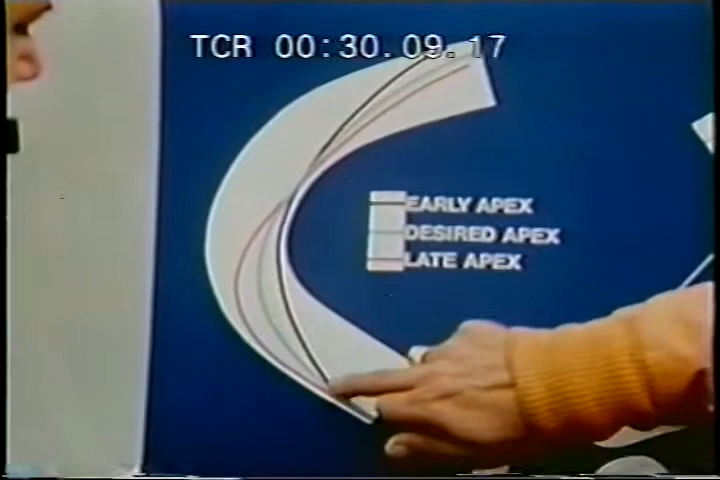 TCR 00:30.09.17
EARLY APEX
DESIRED APEX
LATE APEX